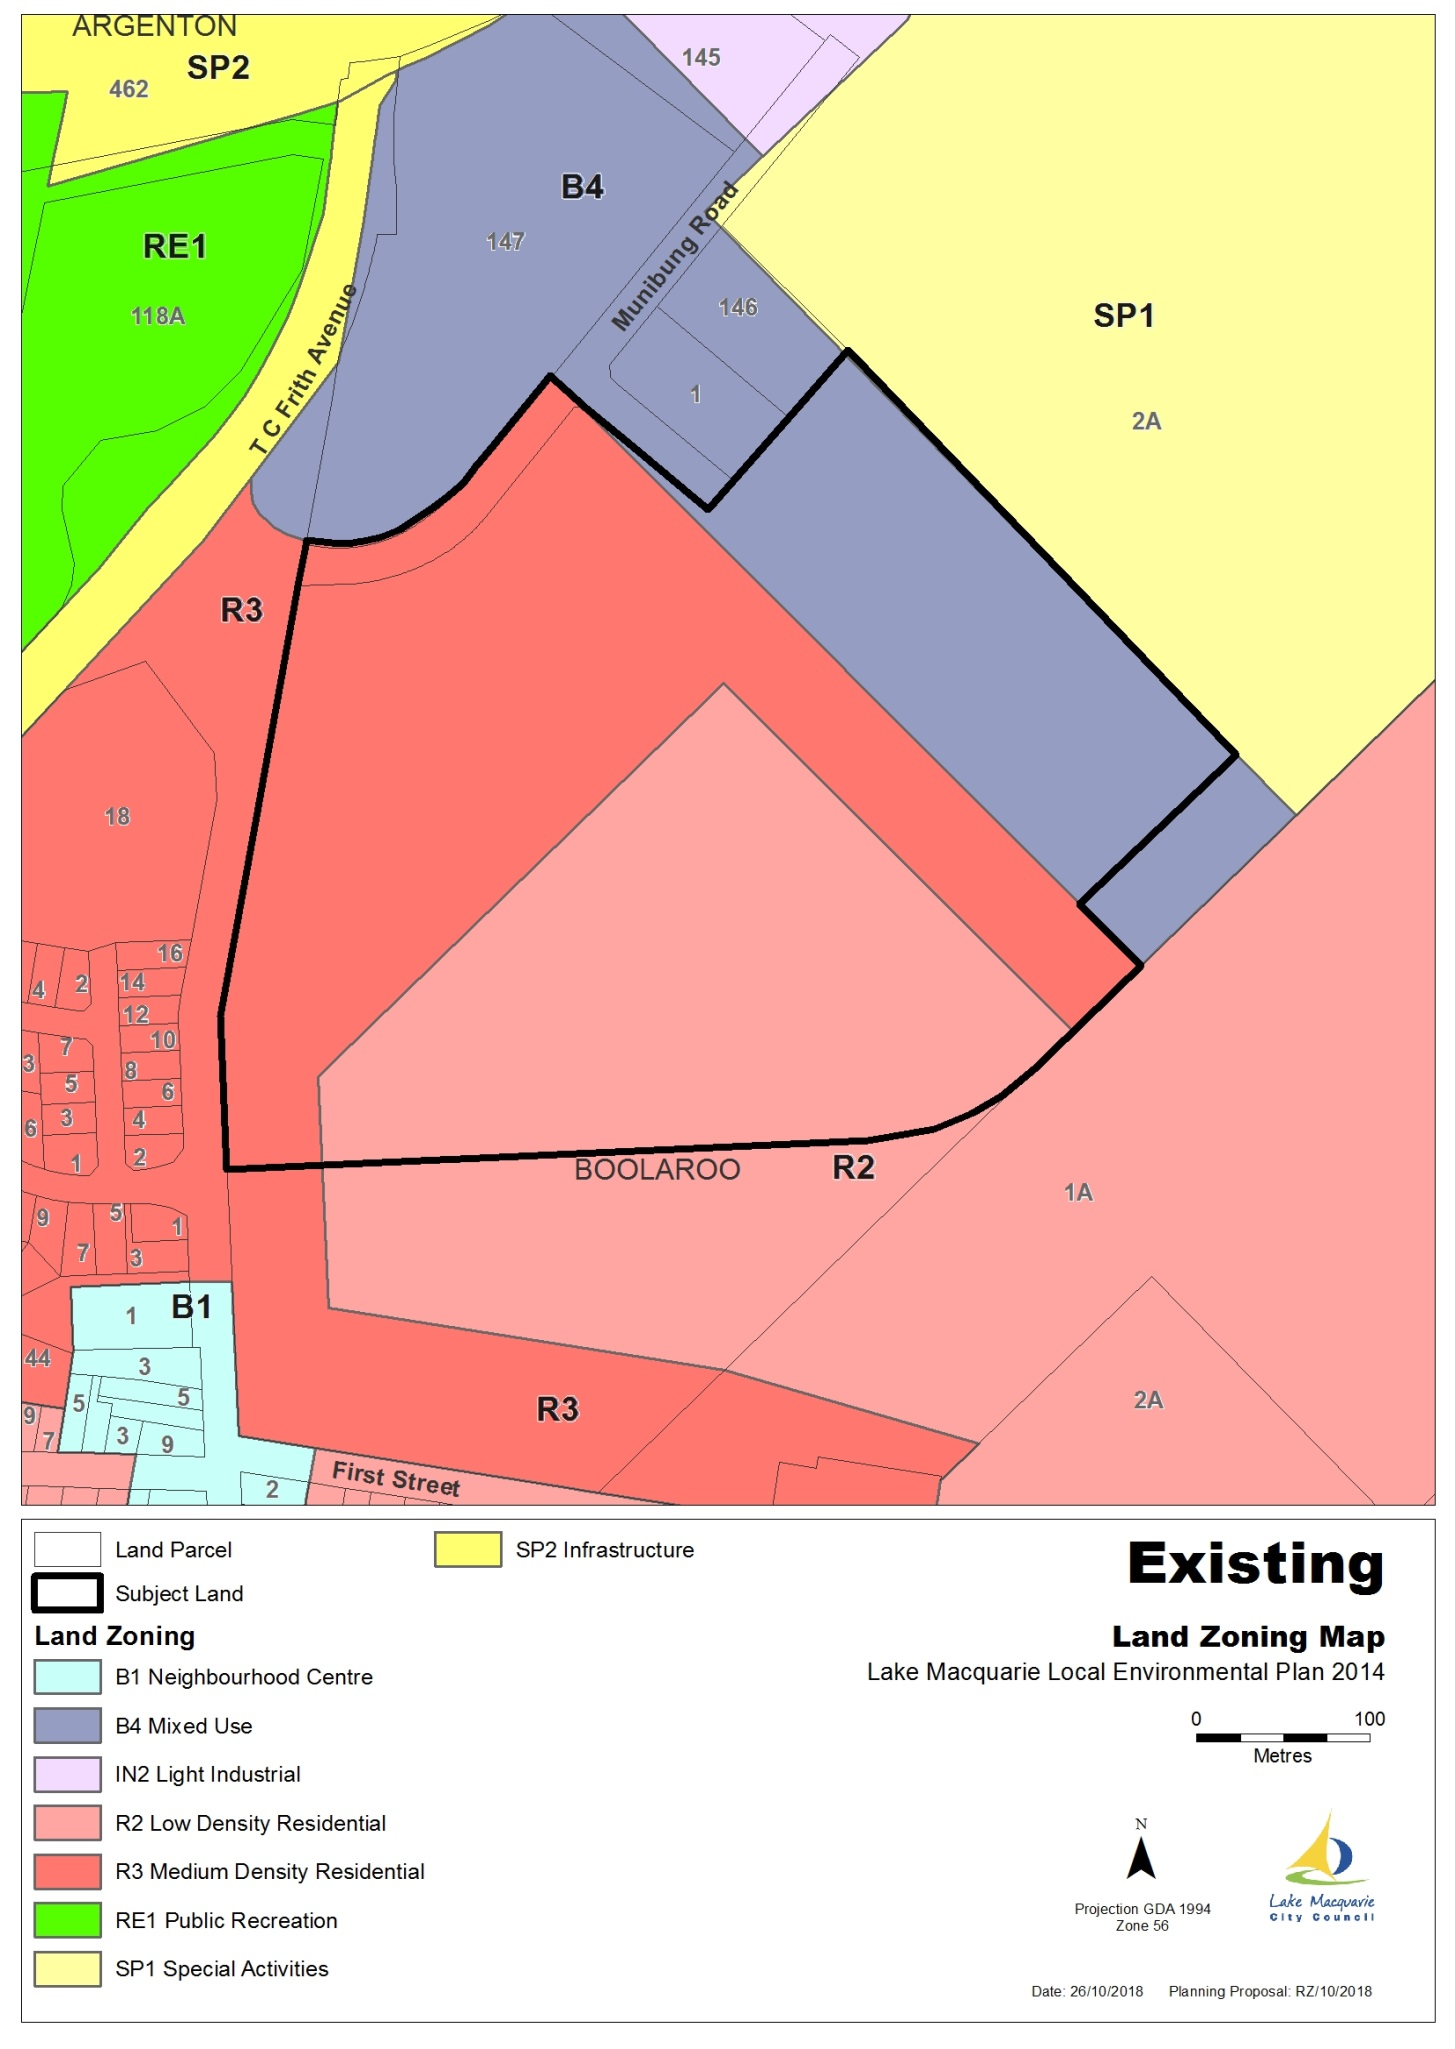 ARGENTON
SP2
462
145
B4
147
RE1
118A
Munibung Road
T C Frith Avenue
146
1
SP1
2A
R3
18
16
14
12
10
8
6
4
2
4
2
7
3
5
3
6
1
BOOLAROO
R2
1A
9
7
5
3
1
B1
1
3
5
5
3
9
44
9
7
2
First Street
R3
2A
Land Parcel
Subject Land
Land Zoning
B1 Neighbourhood Centre
B4 Mixed Use
IN2 Light Industrial
R2 Low Density Residential
R3 Medium Density Residential
RE1 Public Recreation
SP1 Special Activities
SP2 Infrastructure
Existing
Land Zoning Map
Lake Macquarie Local Environmental Plan 2014
0 100
Metres
N
Projection GDA 1994
Zone 56
Lake Macquarie
City Council
Date: 26/10/2018 Planning Proposal: RZ/10/2018